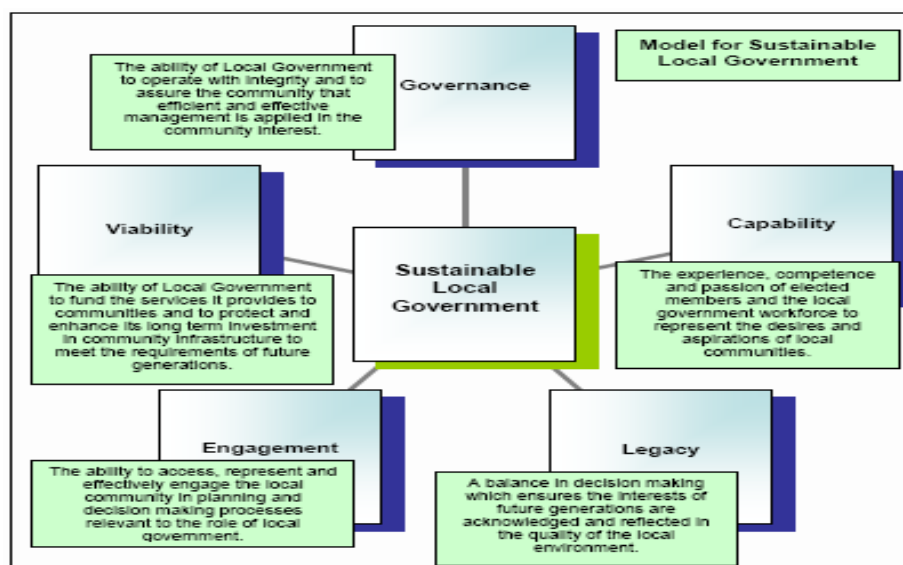 Model for Sustainable
Local Government
Governance
The ability of Local Government
to operate with integrity and to
assure the community that
efficient and effective
management is applied in the
community interest.
Viability
The ability of Local Government
to fund the services it provides to
communities and to protect and
enhance its long term investment
in community infrastructure to
meet the requirements of future
generations.
Sustainable
Local
Government
Capability
The experience, competence
and passion of elected
members and the local
government workforce to
represent the desires and
aspirations of local
communities.
Engagement
The ability to access, represent and
effectively engage the local
community in planning and
decision making processes
relevant to the role of local
government.
Legacy
A balance in decision making
which ensures the interests of
future generations are
acknowledged and reflected in
the quality of the local
environment.